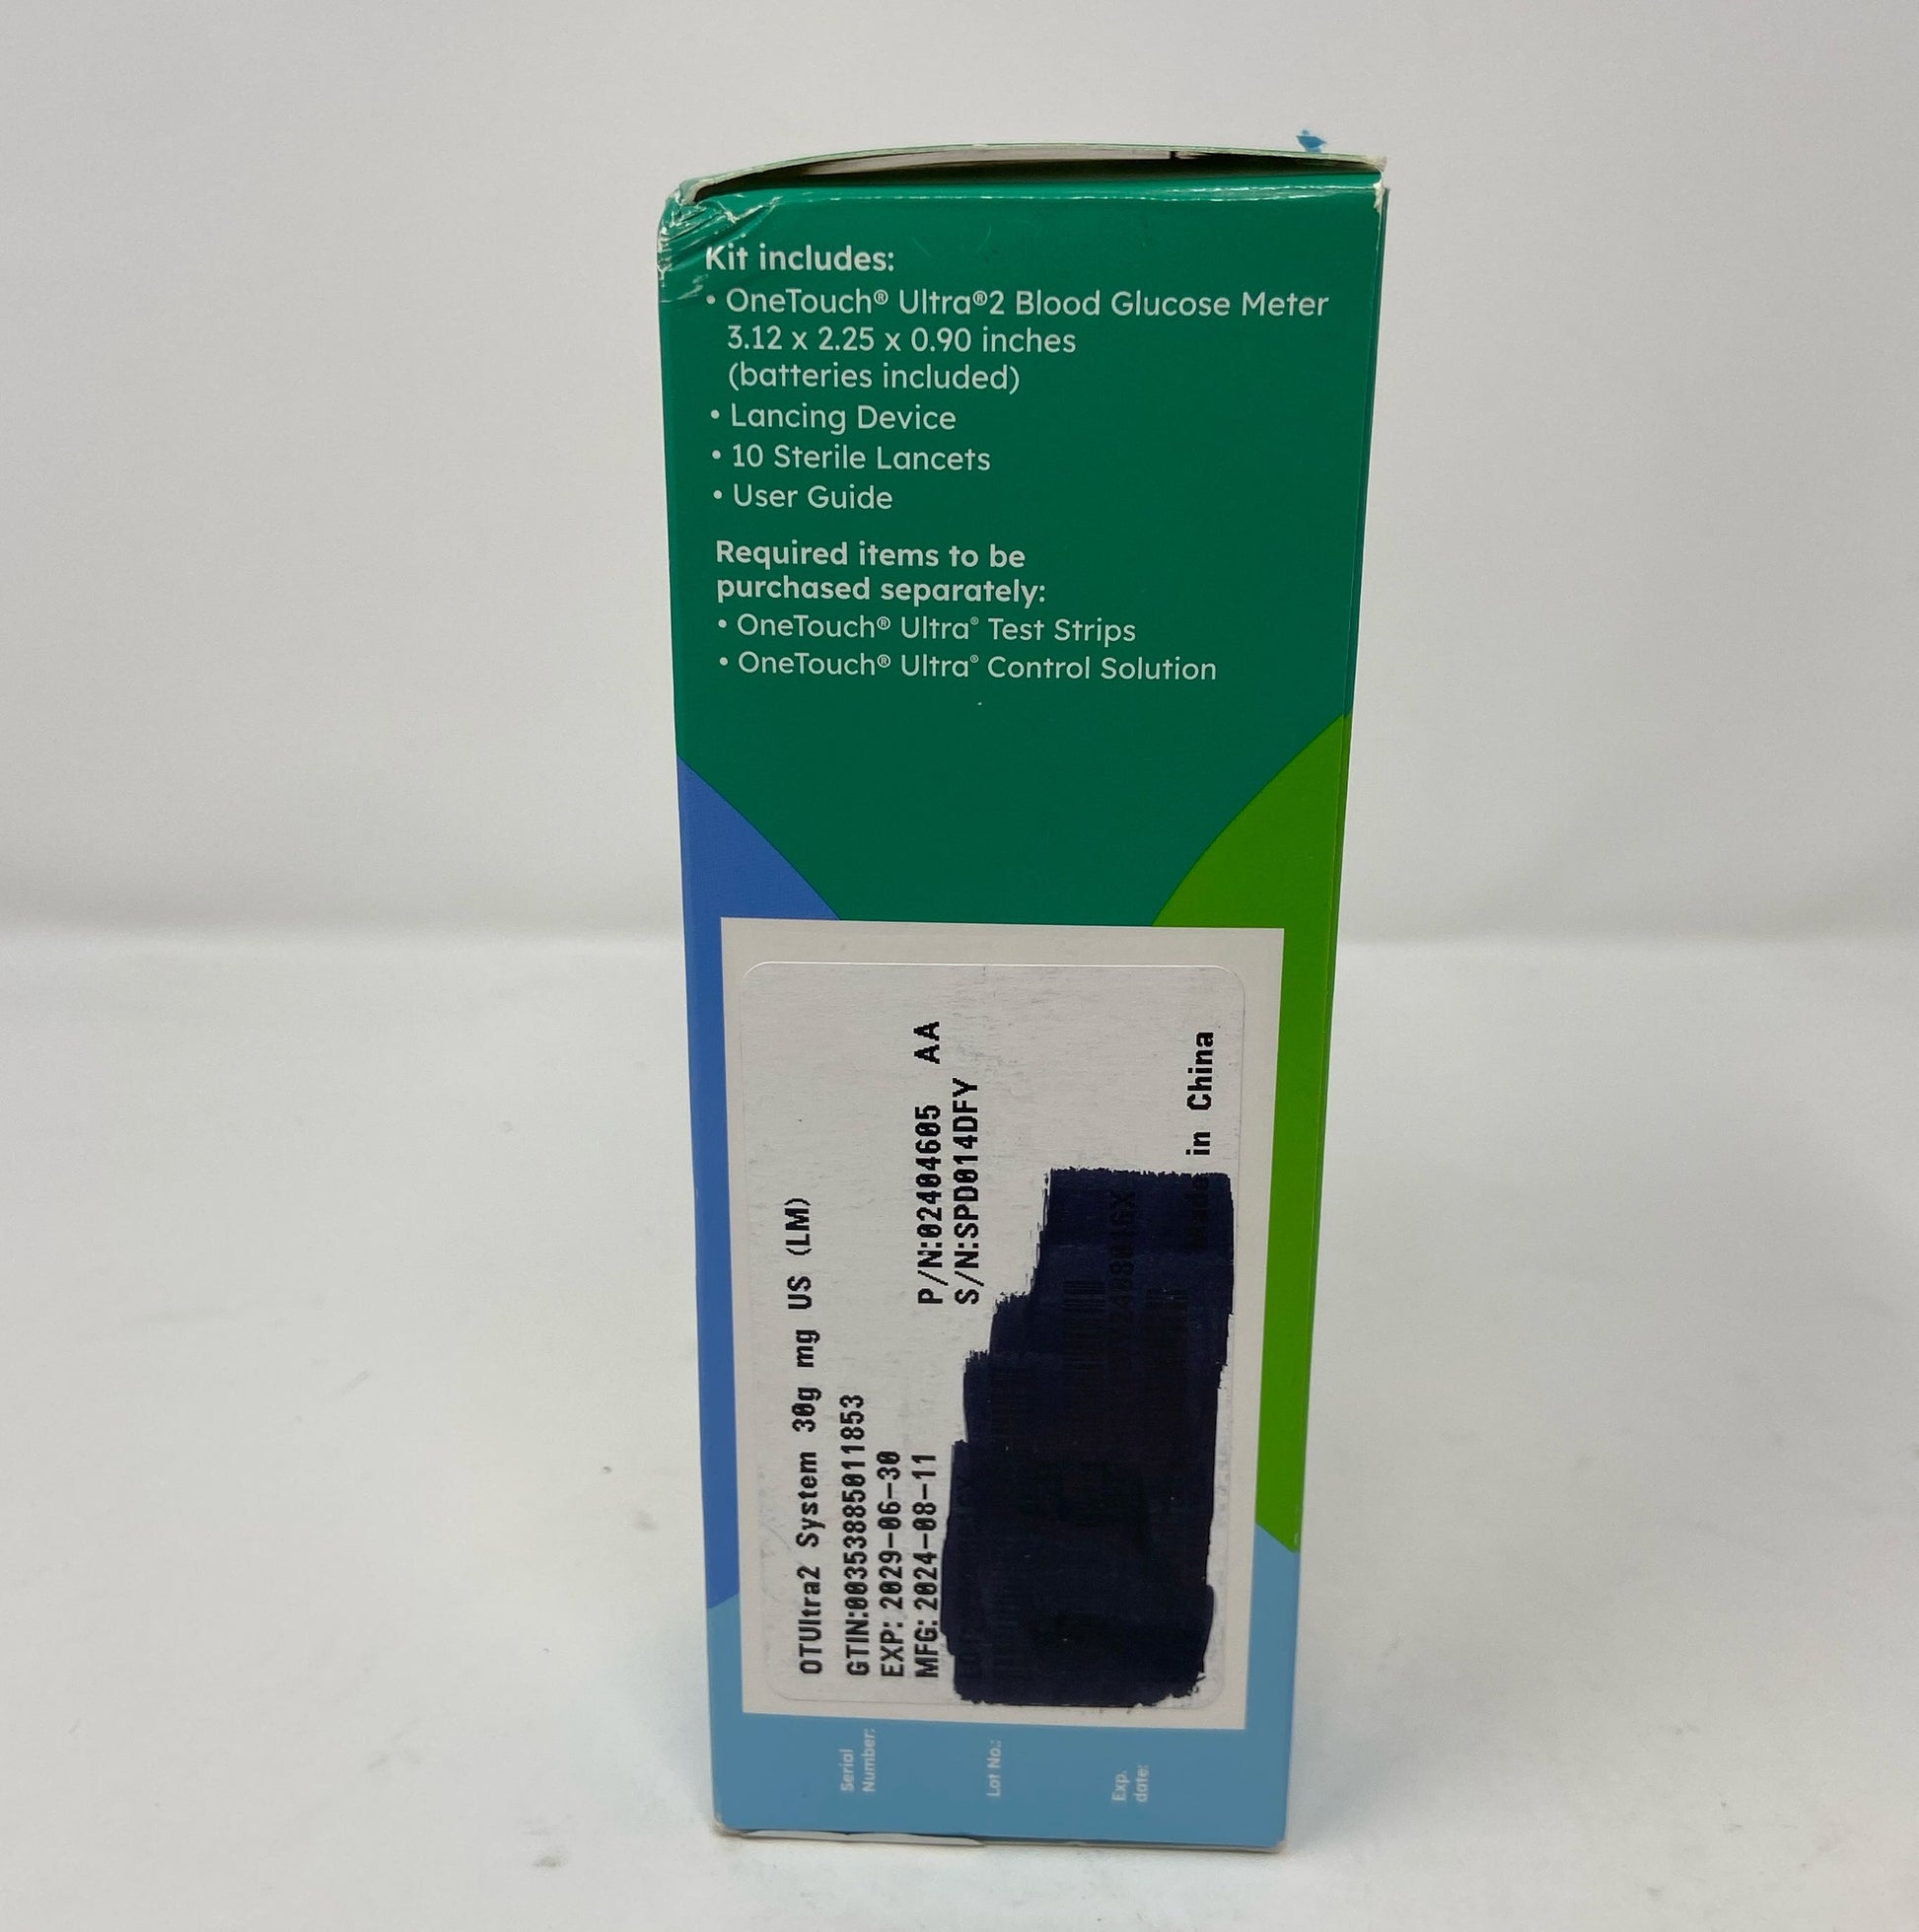 Kit includes:
• OneTouch® Ultra®2 Blood Glucose Meter
3.12 x 2.25 x 0.90 inches
(batteries included)
• Lancing Device
• 10 Sterile Lancets
• User Guide
Required items to be
purchased separately:
• OneTouch® Ultra® Test Strips
• OneTouch® Ultra® Control Solution
OTUltra2 System 30g mg US (LM)
GTIN:00353885011853
EXP: 2029-06-30
MFG: 2024-08-11
P/N:02404605 AA
S/N:SPD014DFY
Made in China
Serial
Number:
Lot No.:
Exp.
date: